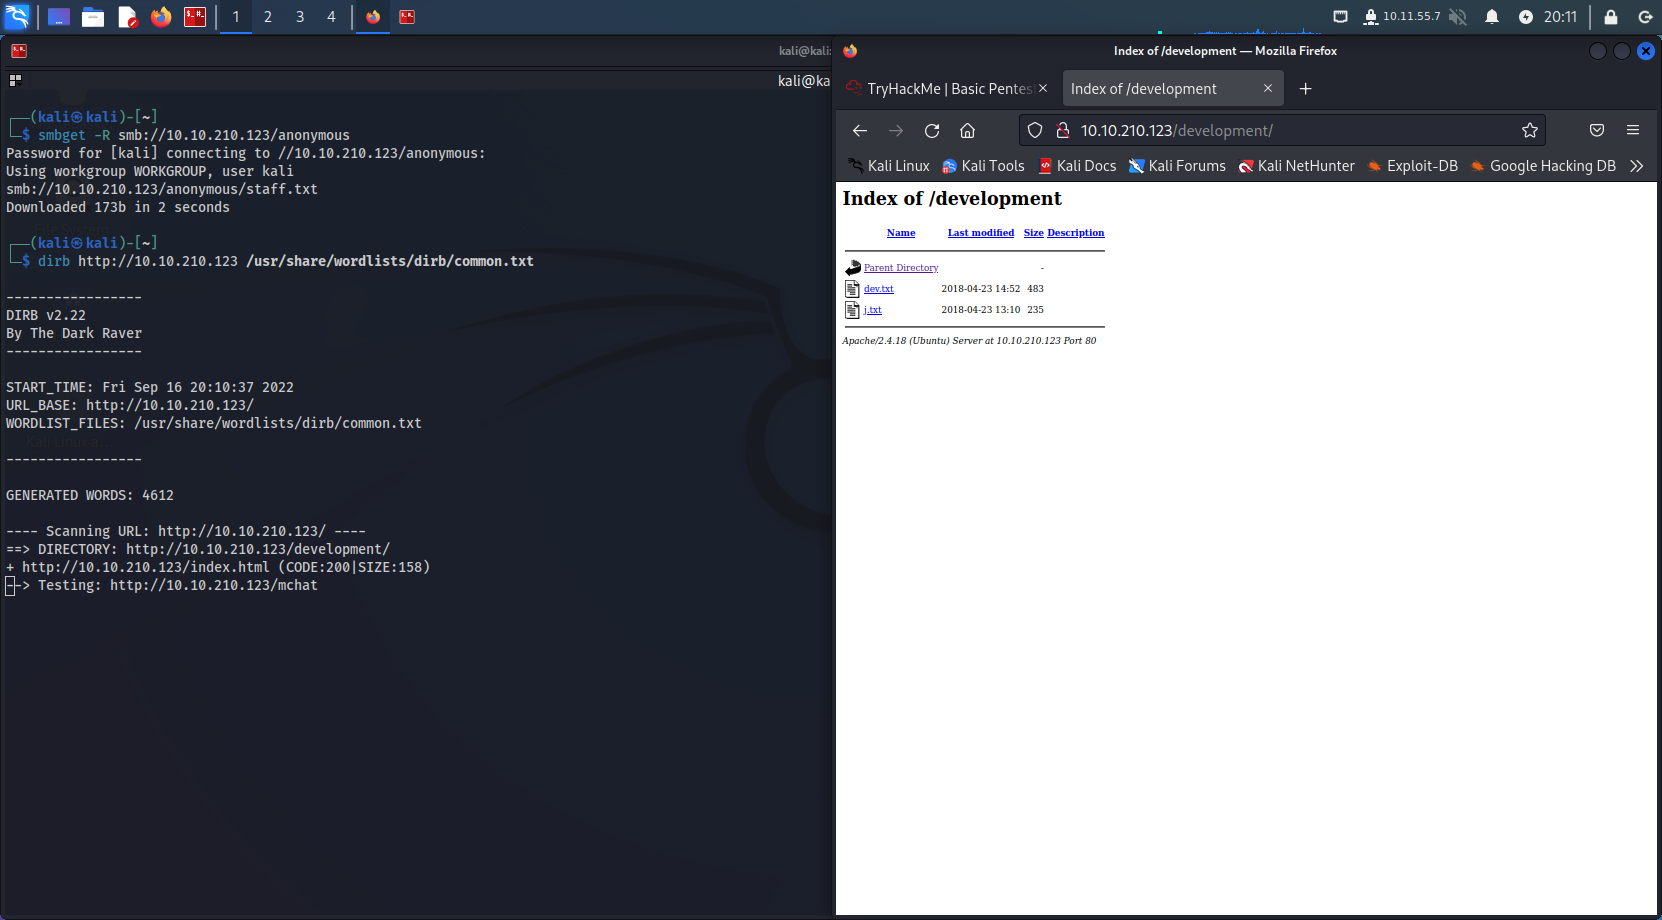 1 2 3 4 10.11.55.7 20:11
kali@kali:
kali@ka
┌──(kali㉿kali)-[~]
└─$ smbget -R smb://10.10.210.123/anonymous
Password for [kali] connecting to //10.10.210.123/anonymous:
Using workgroup WORKGROUP, user kali
smb://10.10.210.123/anonymous/staff.txt
Downloaded 173b in 2 seconds
┌──(kali㉿kali)-[~]
└─$ dirb http://10.10.210.123 /usr/share/wordlists/dirb/common.txt
-----------------
DIRB v2.22
By The Dark Raver
-----------------
START_TIME: Fri Sep 16 20:10:37 2022
URL_BASE: http://10.10.210.123/
WORDLIST_FILES: /usr/share/wordlists/dirb/common.txt
-----------------
GENERATED WORDS: 4612
---- Scanning URL: http://10.10.210.123/ ----
==> DIRECTORY: http://10.10.210.123/development/
+ http://10.10.210.123/index.html (CODE:200|SIZE:158)
--> Testing: http://10.10.210.123/mchat
Index of /development — Mozilla Firefox
TryHackMe | Basic Pentes
Index of /development
10.10.210.123/development/
Kali Linux Kali Tools Kali Docs Kali Forums Kali NetHunter Exploit-DB Google Hacking DB
Index of /development
Name Last modified Size Description
Parent Directory -
dev.txt 2018-04-23 14:52 483
j.txt 2018-04-23 13:10 235
Apache/2.4.18 (Ubuntu) Server at 10.10.210.123 Port 80